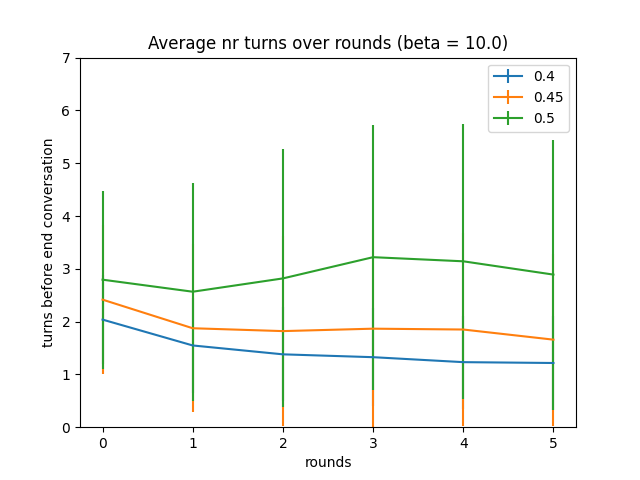 Average nr turns over rounds (beta = 10.0)
turns before end conversation
7
6
5
4
3
2
1
0
0.4
0.45
0.5
0 1 2 3 4 5
rounds